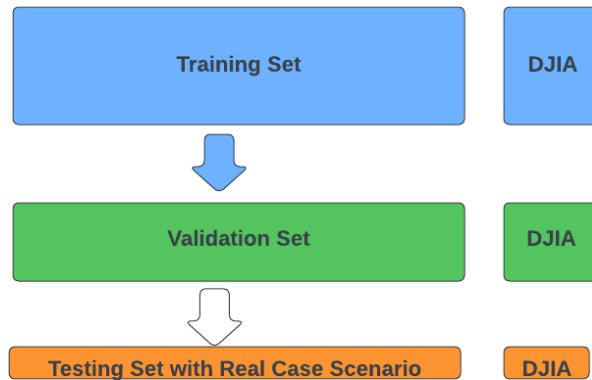 Training Set
DJIA
Validation Set
DJIA
Testing Set with Real Case Scenario
DJIA